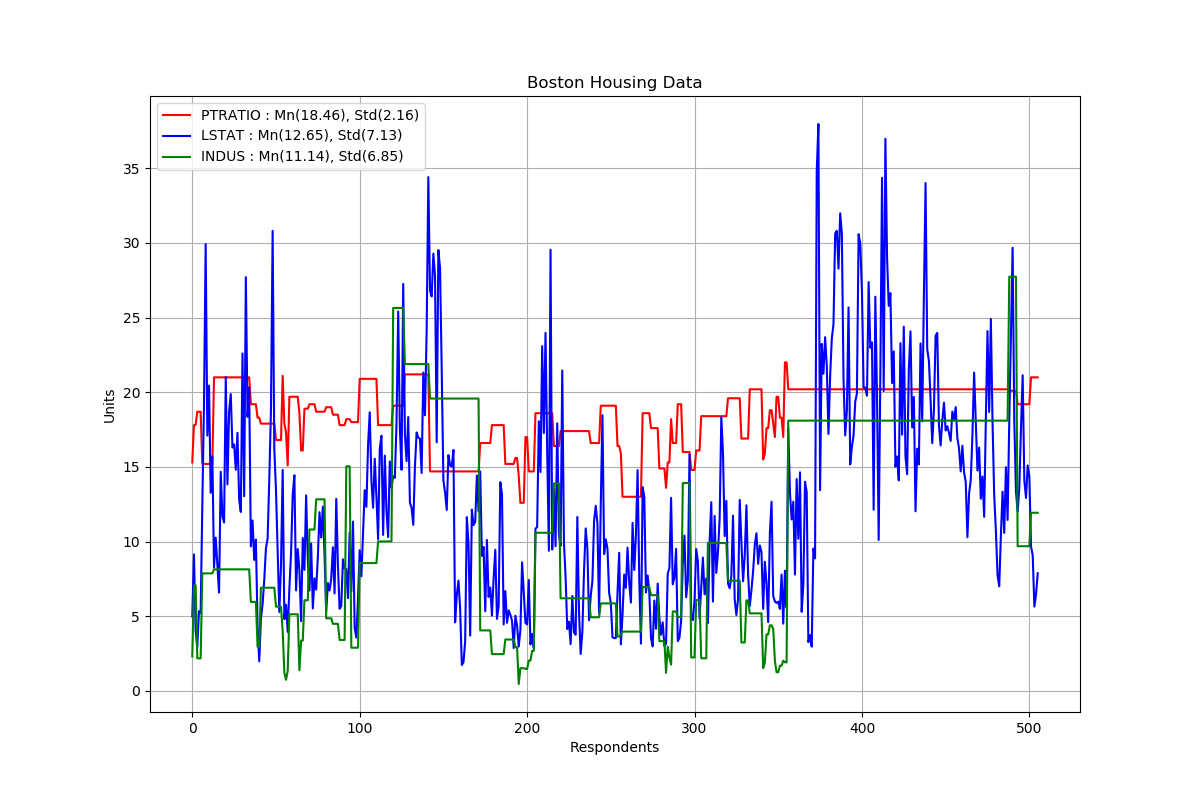 Boston Housing Data
PTRATIO : Mn(18.46), Std(2.16)
LSTAT : Mn(12.65), Std(7.13)
INDUS : Mn(11.14), Std(6.85)
35
30
25
20
15
10
5
0
Units
0 100 200 300 400 500
Respondents